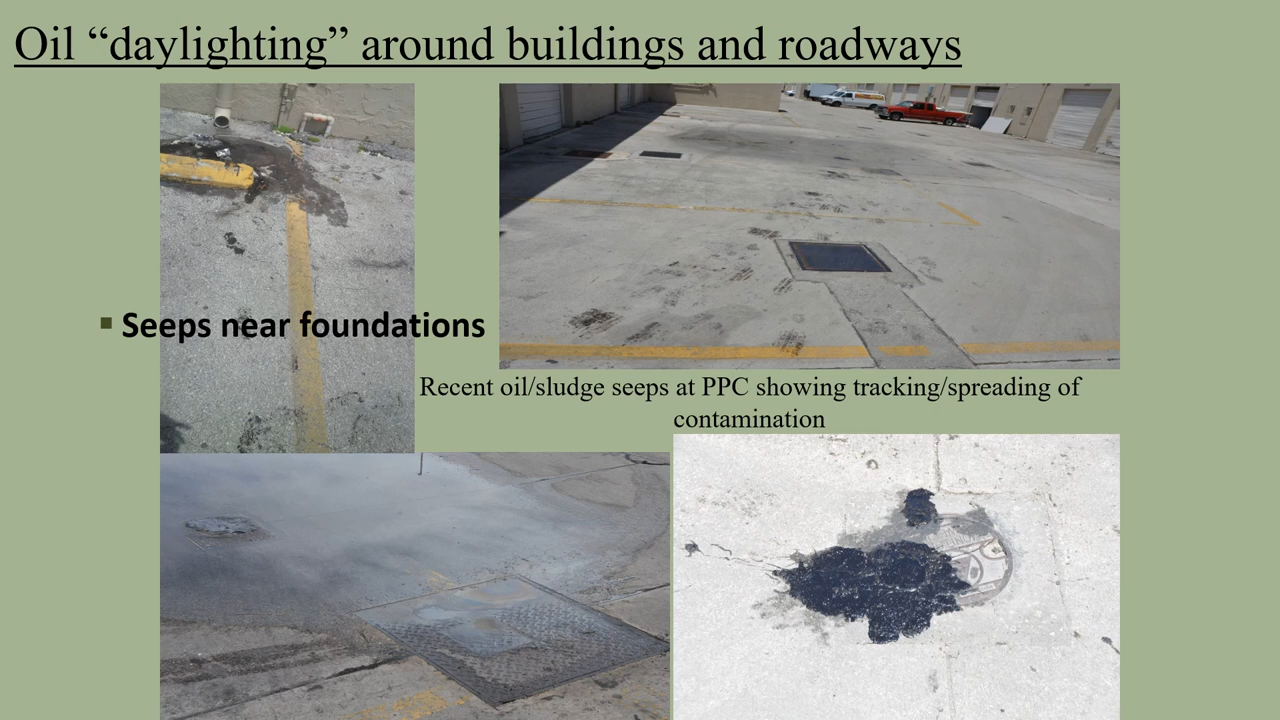 Oil “daylighting” around buildings and roadways
▪ Seeps near foundations
Recent oil/sludge seeps at PPC showing tracking/spreading of
contamination